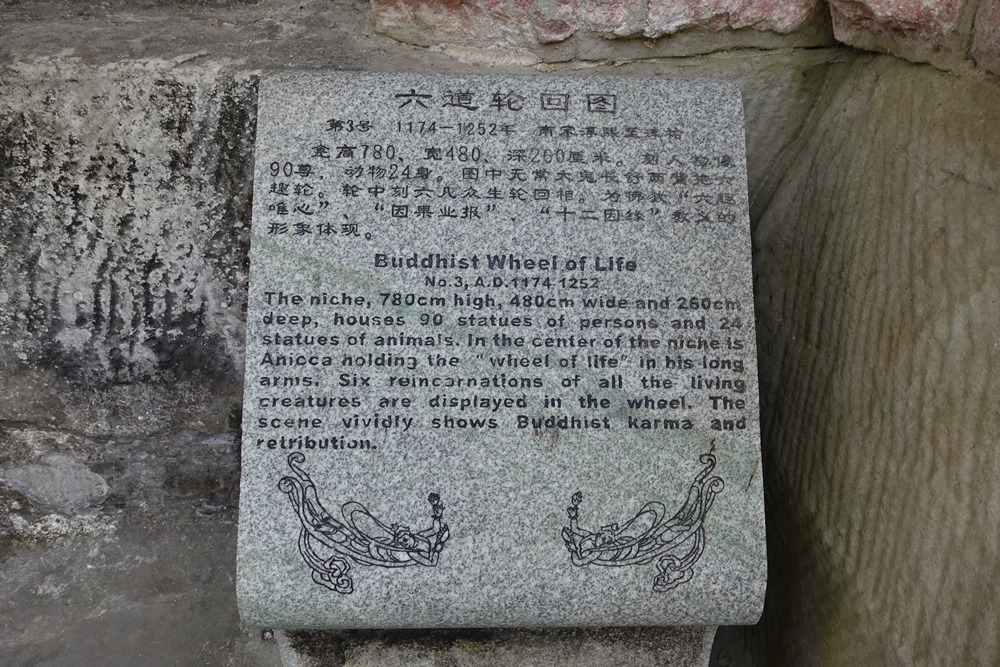 六道轮回图
第3号 1174—1252年 南宋淳熙至淳祐
龛高780、宽480、深260厘米。刻人物像
90尊，动物24身。图中无常大鬼长舒两臂抱六
趣轮。轮中刻六凡众生轮回相。为佛教“六趣
唯心”、“因果业报”、“十二因缘”教义的
形象体现。
Buddhist Wheel of Life
No.3, A.D.1174-1252
The niche, 780cm high, 480cm wide and 260cm
deep, houses 90 statues of persons and 24
statues of animals. In the center of the niche is
Anicca holding the “wheel of life” in his long
arms. Six reincarnations of all the living
creatures are displayed in the wheel. The
scene vividly shows Buddhist karma and
retribution.